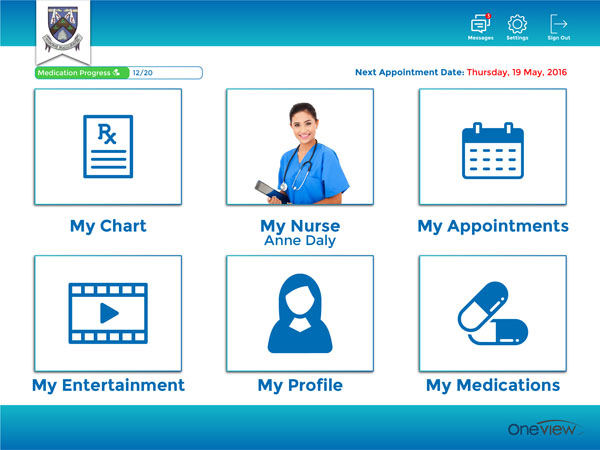 Messages
Settings
Sign Out
Medication Progress
12/20
Next Appointment Date: Thursday, 19 May, 2016
Rx
My Chart
My Nurse
Anne Daly
My Appointments
My Entertainment
My Profile
My Medications
Oneview